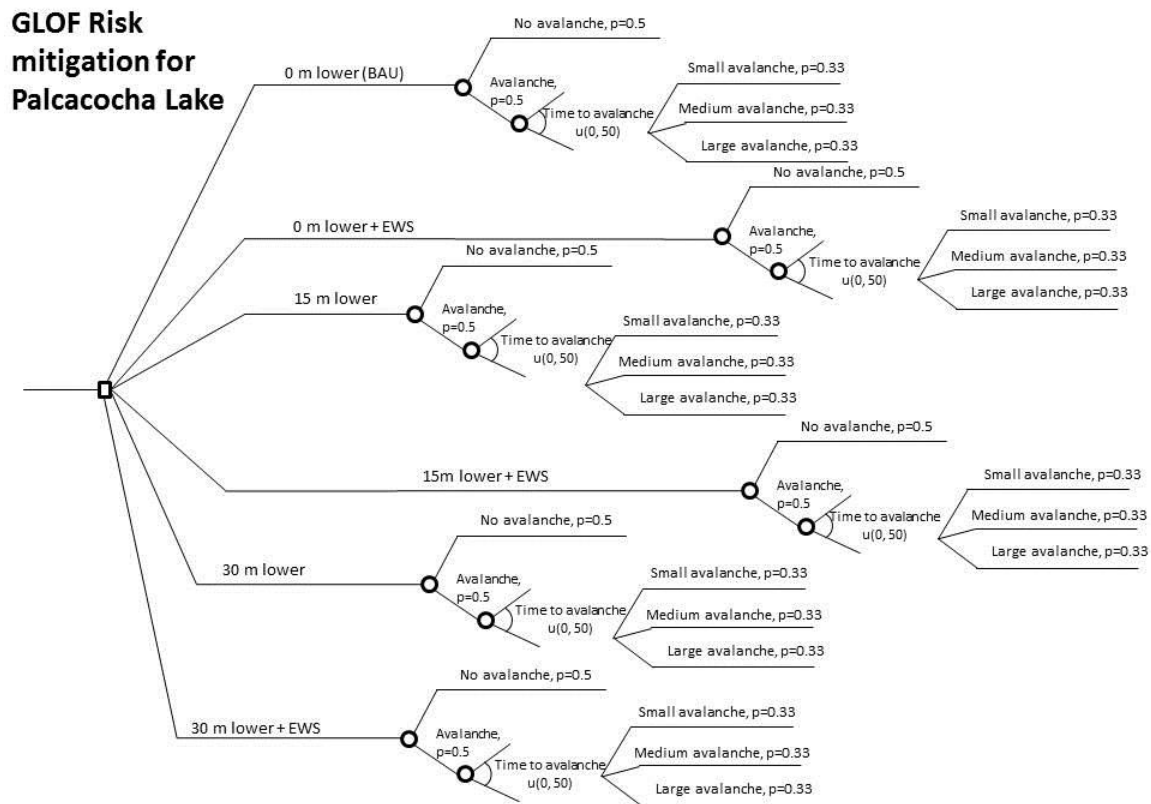 GLOF Risk
mitigation for
Palcacocha Lake
0 m lower (BAU)
No avalanche, p=0.5
Avalanche,
p=0.5
Time to avalanche
u(0, 50)
Small avalanche, p=0.33
Medium avalanche, p=0.33
Large avalanche, p=0.33
0 m lower + EWS
No avalanche, p=0.5
Avalanche,
p=0.5
Time to avalanche
u(0, 50)
Small avalanche, p=0.33
Medium avalanche, p=0.33
Large avalanche, p=0.33
15 m lower
No avalanche, p=0.5
Avalanche,
p=0.5
Time to avalanche
u(0, 50)
Small avalanche, p=0.33
Medium avalanche, p=0.33
Large avalanche, p=0.33
15m lower + EWS
No avalanche, p=0.5
Avalanche,
p=0.5
Time to avalanche
u(0, 50)
Small avalanche, p=0.33
Medium avalanche, p=0.33
Large avalanche, p=0.33
30 m lower
No avalanche, p=0.5
Avalanche,
p=0.5
Time to avalanche
u(0, 50)
Small avalanche, p=0.33
Medium avalanche, p=0.33
Large avalanche, p=0.33
30 m lower + EWS
No avalanche, p=0.5
Avalanche,
p=0.5
Time to avalanche
u(0, 50)
Small avalanche, p=0.33
Medium avalanche, p=0.33
Large avalanche, p=0.33